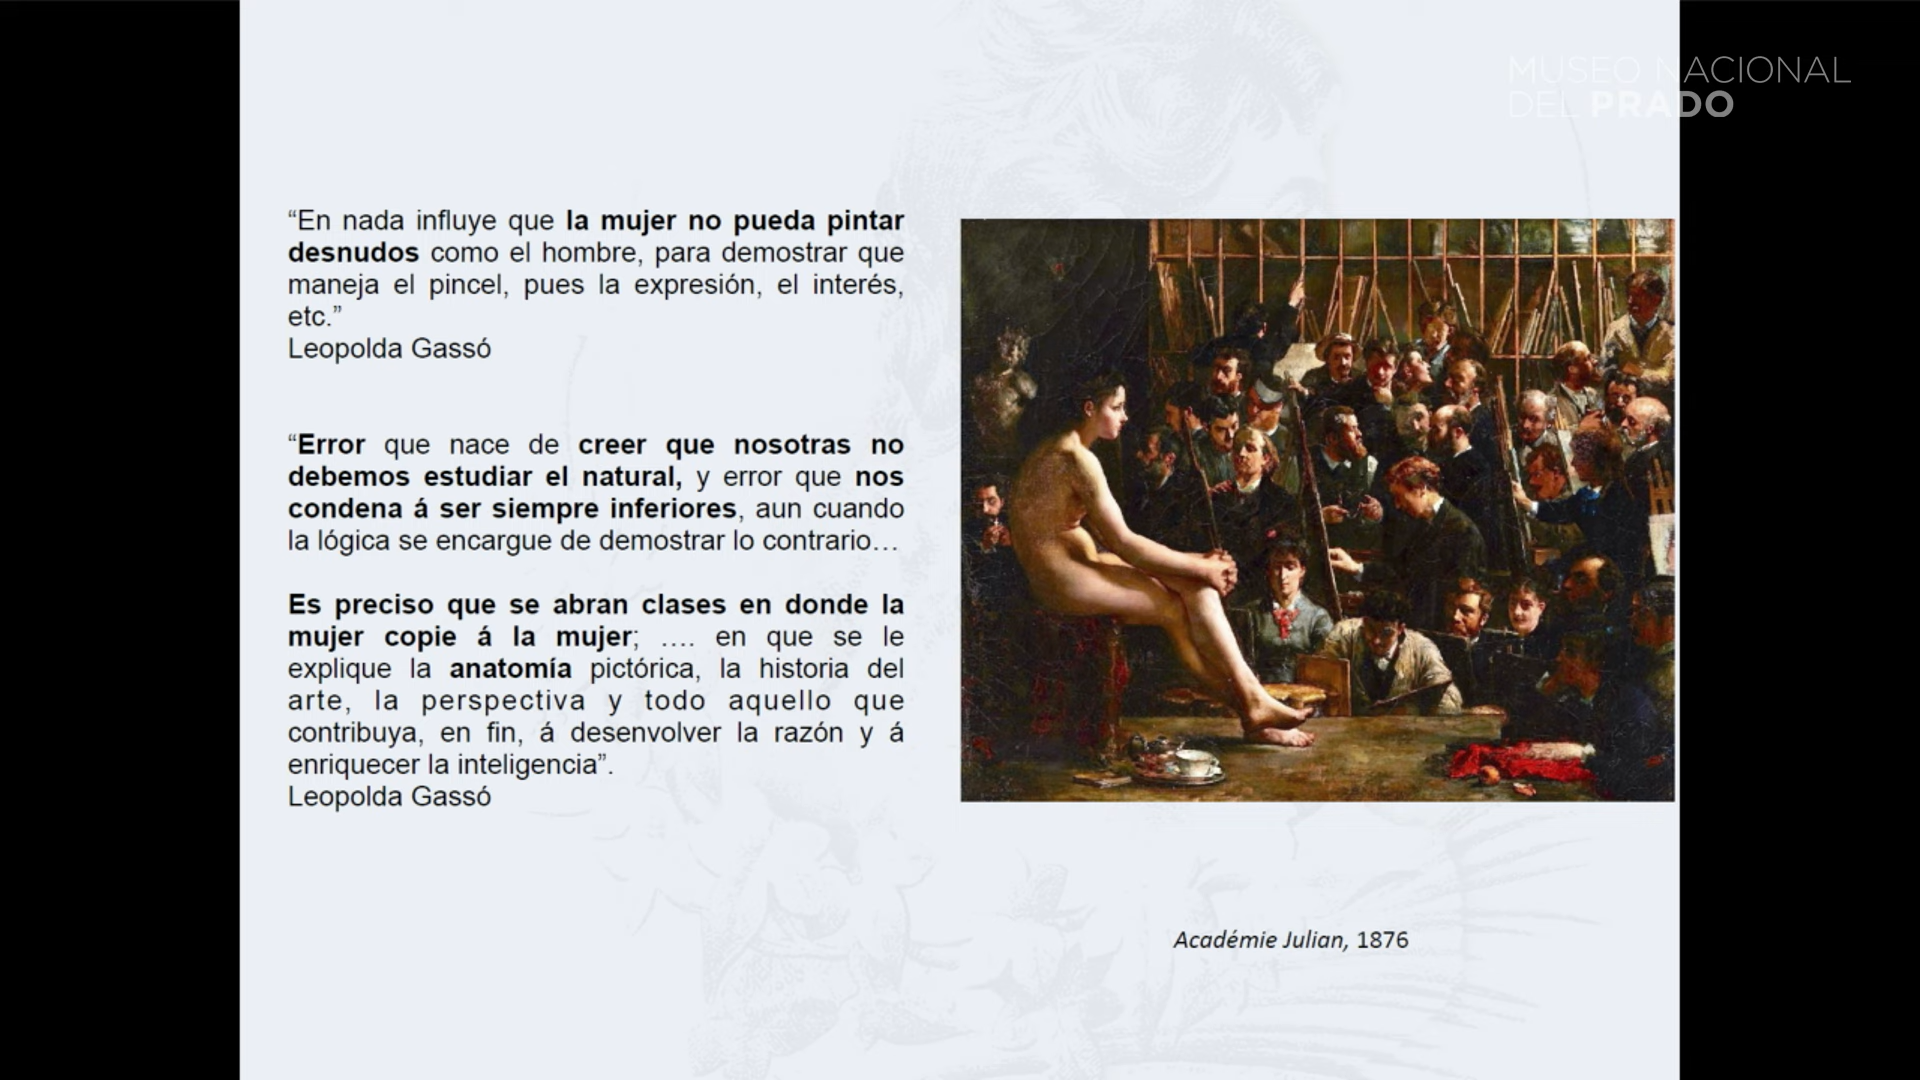 MUSEO NACIONAL
DEL PRADO
“En nada influye que la mujer no pueda pintar
desnudos como el hombre, para demostrar que
maneja el pincel, pues la expresión, el interés,
etc.”
Leopolda Gassó
“Error que nace de creer que nosotras no
debemos estudiar el natural, y error que nos
condena á ser siempre inferiores, aun cuando
la lógica se encargue de demostrar lo contrario…
Es preciso que se abran clases en donde la
mujer copie á la mujer; …. en que se le
explique la anatomía pictórica, la historia del
arte, la perspectiva y todo aquello que
contribuya, en fin, á desenvolver la razón y á
enriquecer la inteligencia”.
Leopolda Gassó
Académie Julian, 1876